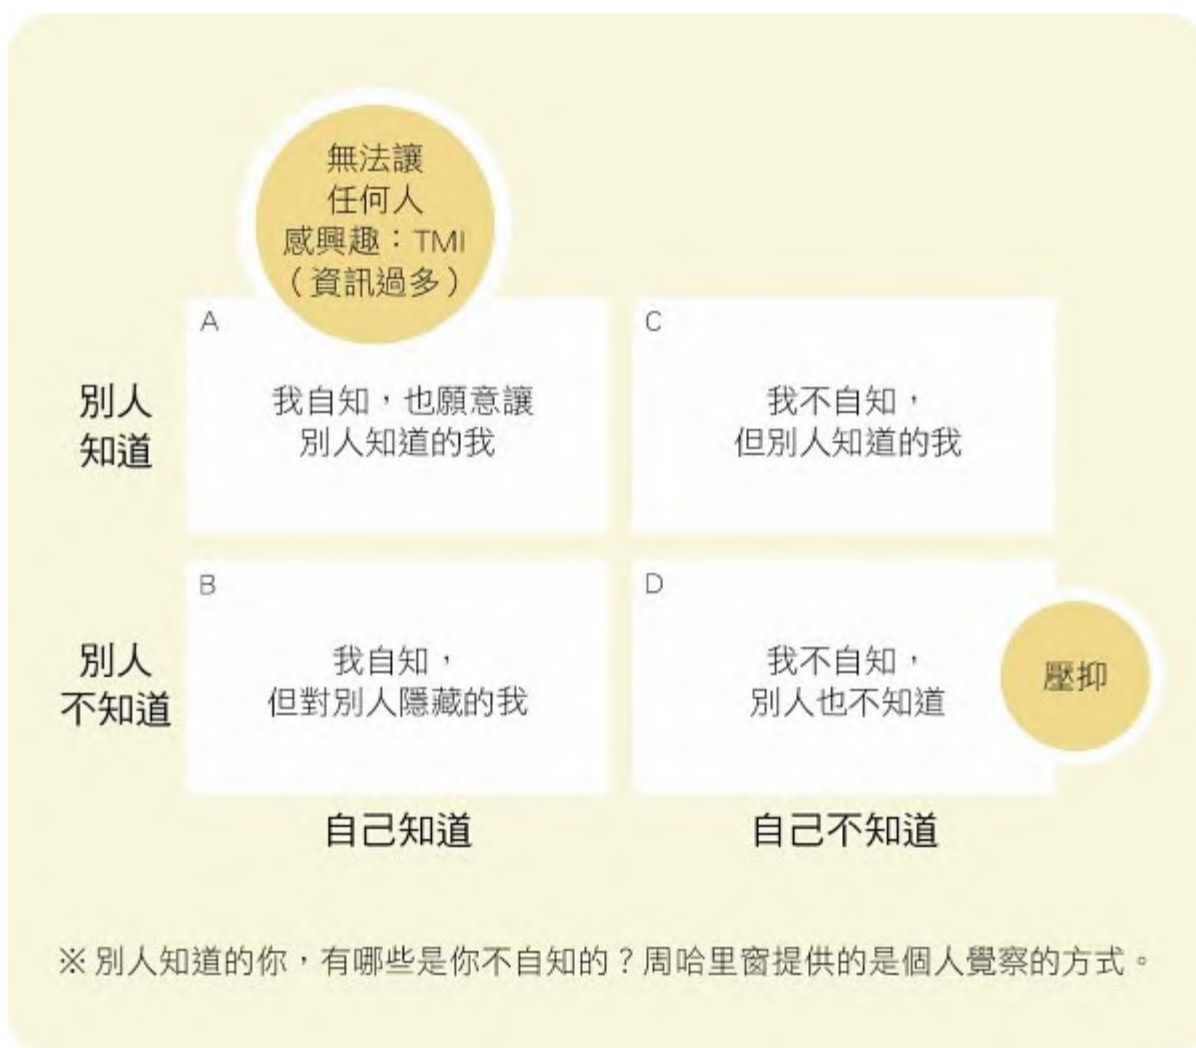 無法讓
任何人
感興趣：TMI
（資訊過多）
A
我自知，也願意讓
別人知道的我
C
我不自知，
但別人知道的我
別人
知道
B
我自知，
但對別人隱藏的我
D
我不自知，
別人也不知道
壓抑
別人
不知道
自己知道
自己不知道
※ 別人知道的你，有哪些是你不自知的？周哈里窗提供的是個人覺察的方式。